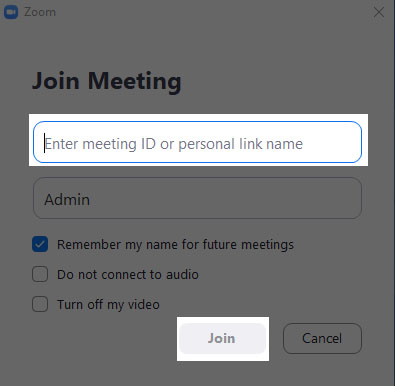 Zoom
Join Meeting
Enter meeting ID or personal link name
Admin
Remember my name for future meetings
Do not connect to audio
Turn off my video
Join Cancel